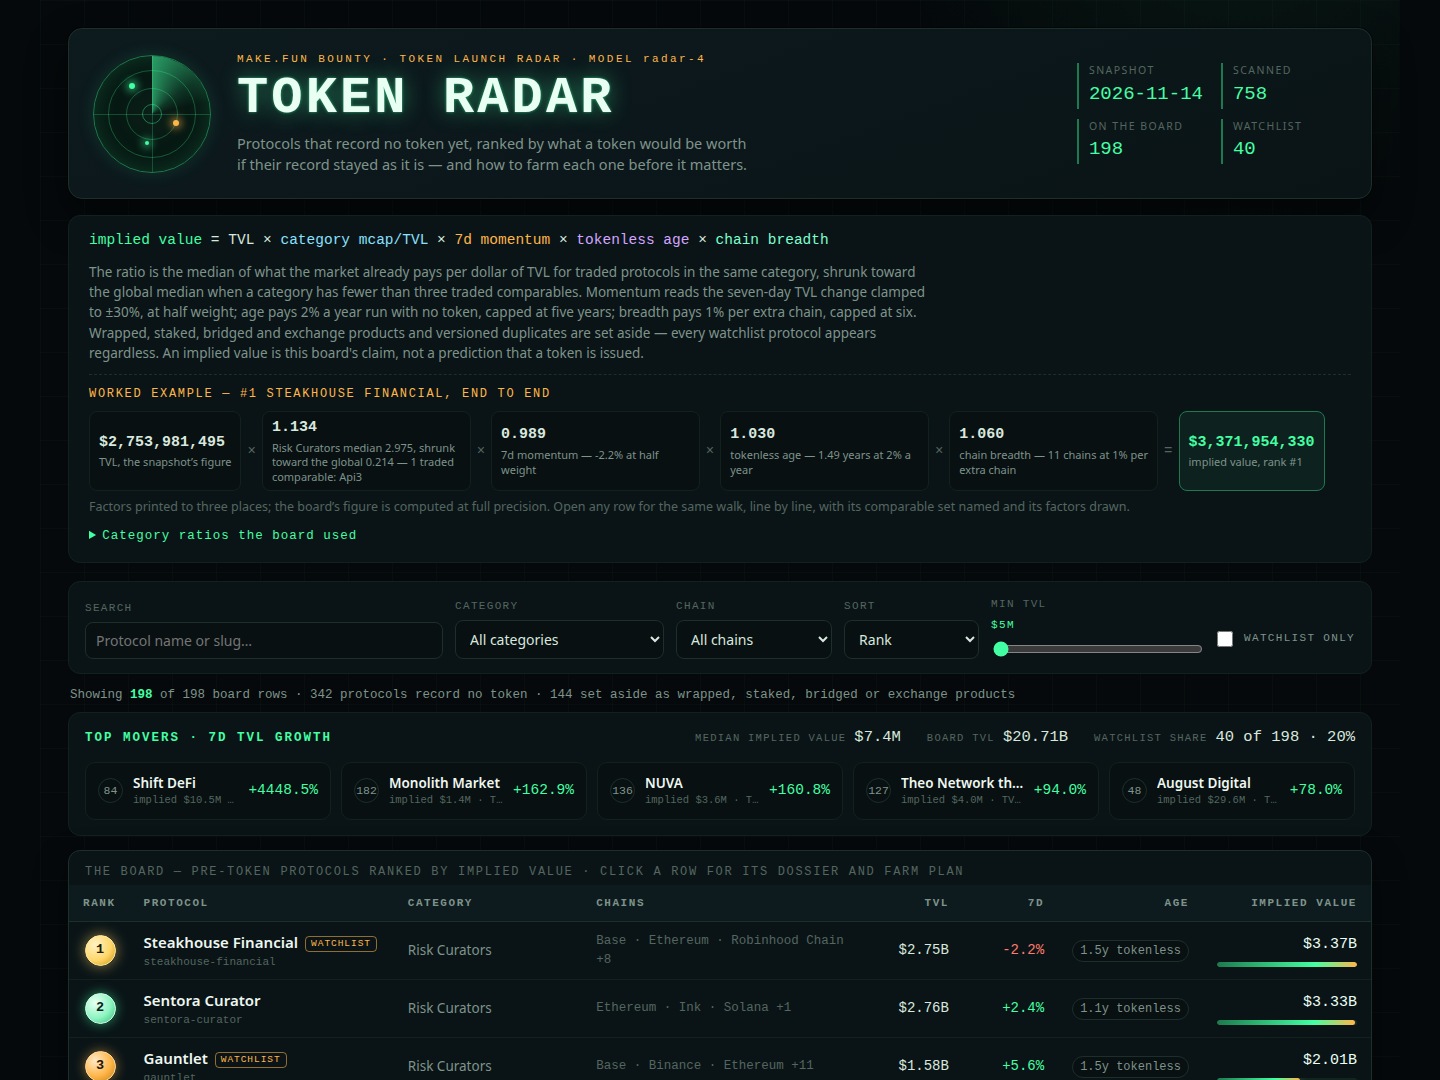 MAKE.FUN BOUNTY · TOKEN LAUNCH RADAR · MODEL radar-4
TOKEN RADAR
Protocols that record no token yet, ranked by what a token would be worth
if their record stayed as it is — and how to farm each one before it matters.
SNAPSHOT
2026-11-14
SCANNED
758
ON THE BOARD
198
WATCHLIST
40
implied value = TVL × category mcap/TVL × 7d momentum × tokenless age × chain breadth
The ratio is the median of what the market already pays per dollar of TVL for traded protocols in the same category, shrunk toward
the global median when a category has fewer than three traded comparables. Momentum reads the seven-day TVL change clamped
to ±30%, at half weight; age pays 2% a year run with no token, capped at five years; breadth pays 1% per extra chain, capped at six.
Wrapped, staked, bridged and exchange products and versioned duplicates are set aside — every watchlist protocol appears
regardless. An implied value is this board's claim, not a prediction that a token is issued.
WORKED EXAMPLE — #1 STEAKHOUSE FINANCIAL, END TO END
$2,753,981,495
TVL, the snapshot's figure
×
1.134
Risk Curators median 2.975, shrunk
toward the global 0.214 — 1 traded
comparable: Api3
×
0.989
7d momentum — -2.2% at half
weight
×
1.030
tokenless age — 1.49 years at 2% a
year
×
1.060
chain breadth — 11 chains at 1% per
extra chain
=
$3,371,954,330
implied value, rank #1
Factors printed to three places; the board's figure is computed at full precision. Open any row for the same walk, line by line, with its comparable set named and its factors drawn.
Category ratios the board used
SEARCH
Protocol name or slug...
CATEGORY
All categories
CHAIN
All chains
SORT
Rank
MIN TVL
$5M
WATCHLIST ONLY
Showing 198 of 198 board rows · 342 protocols record no token · 144 set aside as wrapped, staked, bridged or exchange products
TOP MOVERS · 7D TVL GROWTH
MEDIAN IMPLIED VALUE $7.4M
BOARD TVL $20.71B
WATCHLIST SHARE 40 of 198 · 20%
84
Shift DeFi
implied $10.5M …
+4448.5%
182
Monolith Market
implied $1.4M · T…
+162.9%
136
NUVA
implied $3.6M · T…
+160.8%
127
Theo Network th...
implied $4.0M · TV…
+94.0%
48
August Digital
implied $29.6M · T…
+78.0%
THE BOARD — PRE-TOKEN PROTOCOLS RANKED BY IMPLIED VALUE · CLICK A ROW FOR ITS DOSSIER AND FARM PLAN
RANK PROTOCOL CATEGORY CHAINS TVL 7D AGE IMPLIED VALUE
1 Steakhouse Financial WATCHLIST
steakhouse-financial
Risk Curators
Base · Ethereum · Robinhood Chain
+8
$2.75B
-2.2%
1.5y tokenless
$3.37B
2 Sentora Curator
sentora-curator
Risk Curators
Ethereum · Ink · Solana +1
$2.76B
+2.4%
1.1y tokenless
$3.33B
3 Gauntlet WATCHLIST
gauntlet
Risk Curators
Base · Binance · Ethereum +11
$1.58B
+5.6%
1.5y tokenless
$2.01B